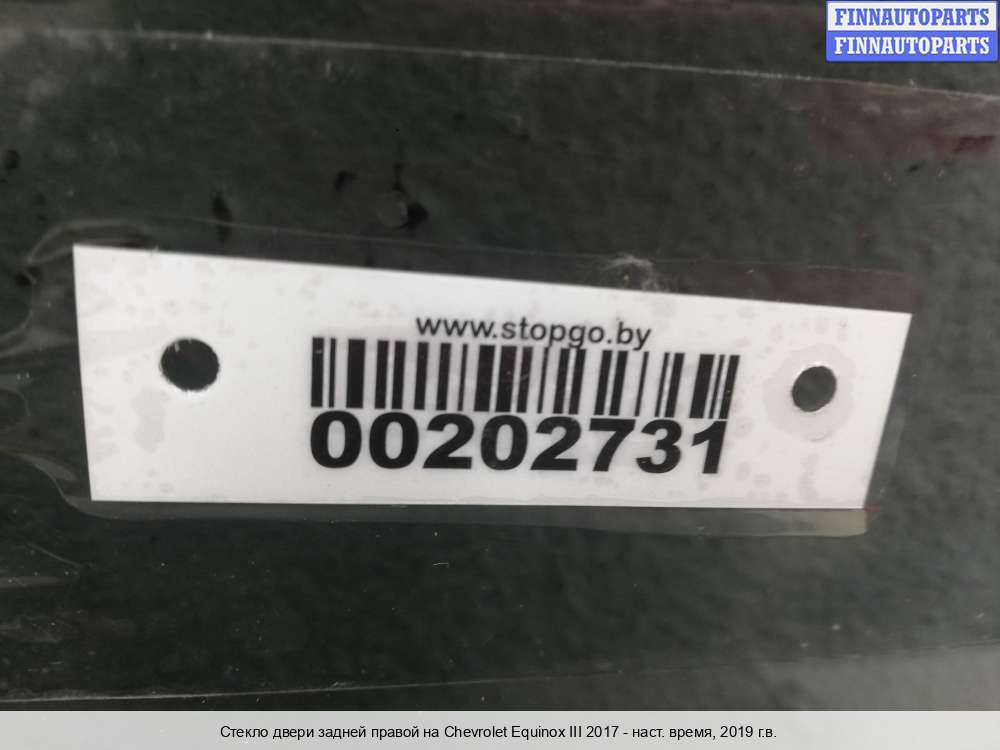 FINNAUTOPARTS
FINNAUTOPARTS
www.stopgo.by
00202731
Стекло двери задней правой на Chevrolet Equinox III 2017 - наст. время, 2019 г.в.